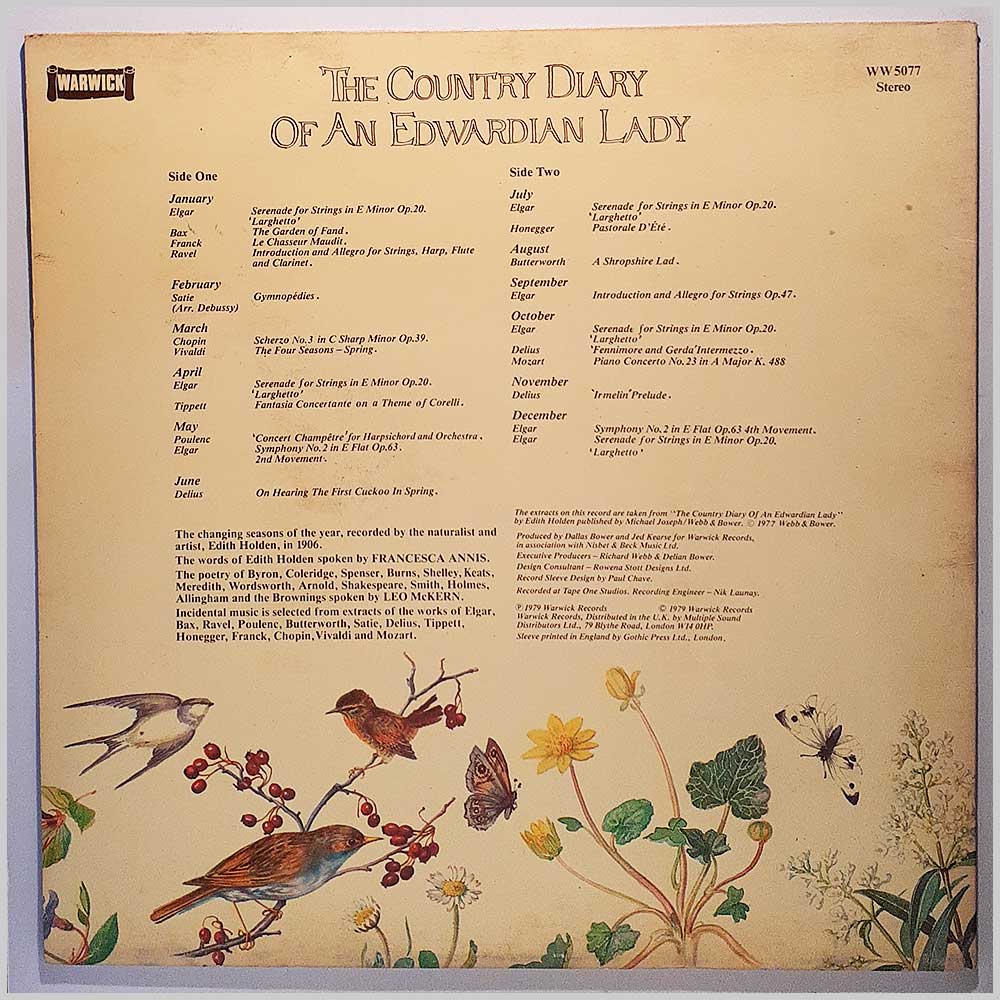 WARWICK
THE COUNTRY DIARY
OF AN EDWARDIAN LADY
WW 5077
Stereo
Side One
January
Elgar Serenade for Strings in E Minor Op.20.
'Larghetto'
Bax The Garden of Fand.
Franck Le Chasseur Maudit.
Ravel Introduction and Allegro for Strings, Harp, Flute
and Clarinet.
February
Satie Gymnopédies.
(Arr. Debussy)
March
Chopin Scherzo No.3 in C Sharp Minor Op.39.
Vivaldi The Four Seasons – Spring.
April
Elgar Serenade for Strings in E Minor Op.20.
'Larghetto'
Tippett Fantasia Concertante on a Theme of Corelli.
May
Poulenc 'Concert Champêtre' for Harpsichord and Orchestra.
Elgar Symphony No.2 in E Flat Op.63.
2nd Movement.
June
Delius On Hearing The First Cuckoo In Spring.
The changing seasons of the year, recorded by the naturalist and
artist, Edith Holden, in 1906.
The words of Edith Holden spoken by FRANCESCA ANNIS.
The poetry of Byron, Coleridge, Spenser, Burns, Shelley, Keats,
Meredith, Wordsworth, Arnold, Shakespeare, Smith, Holmes,
Allingham and the Brownings spoken by LEO McKERN.
Incidental music is selected from extracts of the works of Elgar,
Bax, Ravel, Poulenc, Butterworth, Satie, Delius, Tippett,
Honegger, Franck, Chopin, Vivaldi and Mozart.
Side Two
July
Elgar Serenade for Strings in E Minor Op.20.
'Larghetto'
Honegger Pastorale D'Été.
August
Butterworth A Shropshire Lad.
September
Elgar Introduction and Allegro for Strings Op.47.
October
Elgar Serenade for Strings in E Minor Op.20.
'Larghetto'
Delius 'Fennimore and Gerda' Intermezzo.
Mozart Piano Concerto No.23 in A Major K. 488
November
Delius 'Irmelin' Prelude.
December
Elgar Symphony No.2 in E Flat Op.63 4th Movement.
Elgar Serenade for Strings in E Minor Op.20.
'Larghetto'
The extracts on this record are taken from "The Country Diary Of An Edwardian Lady"
by Edith Holden published by Michael Joseph/Webb & Bower. © 1977 Webb & Bower.
Produced by Dallas Bower and Jed Kearse for Warwick Records,
in association with Nisbet & Beck Music Ltd.
Executive Producers – Richard Webb & Delian Bower.
Design Consultant – Rowena Stott Designs Ltd.
Record Sleeve Design by Paul Chave.
Recorded at Tape One Studios. Recording Engineer – Nik Launay.
℗ 1979 Warwick Records © 1979 Warwick Records
Warwick Records, Distributed in the U.K. by Multiple Sound
Distributors Ltd., 79 Blythe Road, London W14 0HP.
Sleeve printed in England by Gothic Press Ltd., London.